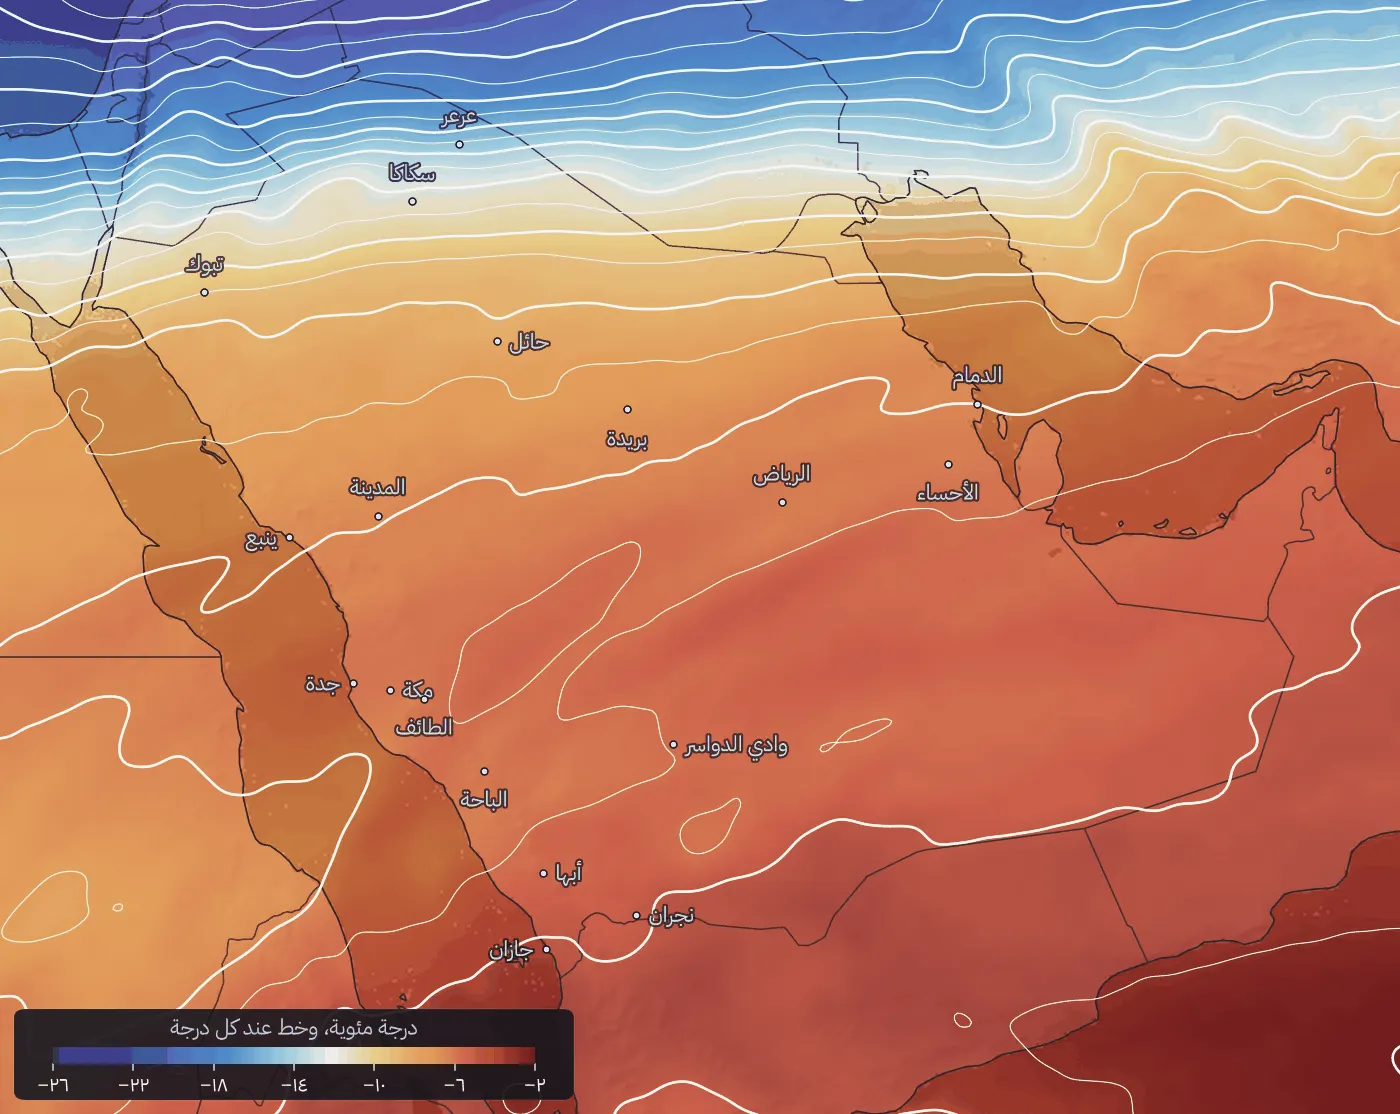 عرعر
سكاكا
تبوك
حائل
الدمام
بريدة
الرياض
المدينة
الأحساء
ينبع
جدة
مكة
الطائف
وادي الدواسر
الباحة
أبها
نجران
جازان
درجة مئوية، وخط عند كل درجة
−٢٦ −٢٢ −١٨ −١٤ −١٠ −٦ −٢